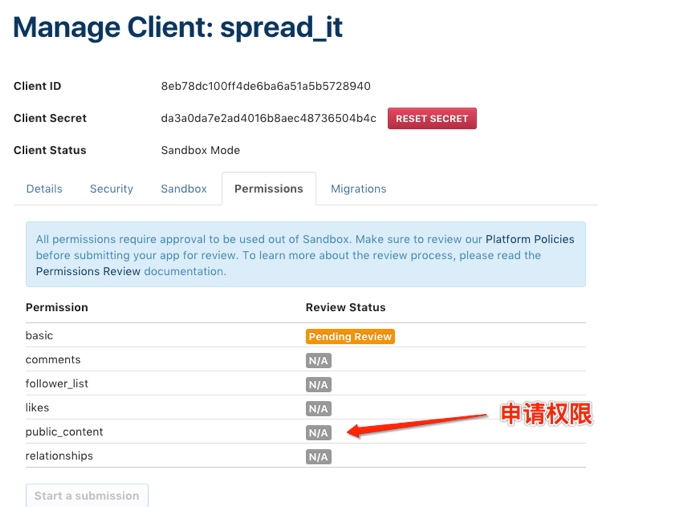 Manage Client: spread_it
Client ID 8eb78dc100ff4de6ba6a51a5b5728940
Client Secret da3a0da7e2ad4016b8aec48736504b4c RESET SECRET
Client Status Sandbox Mode
Details Security Sandbox Permissions Migrations
All permissions require approval to be used out of Sandbox. Make sure to review our Platform Policies
before submitting your app for review. To learn more about the review process, please read the
Permissions Review documentation.
Permission Review Status
basic Pending Review
comments N/A
follower_list N/A
likes N/A
public_content N/A 申请权限
relationships N/A
Start a submission